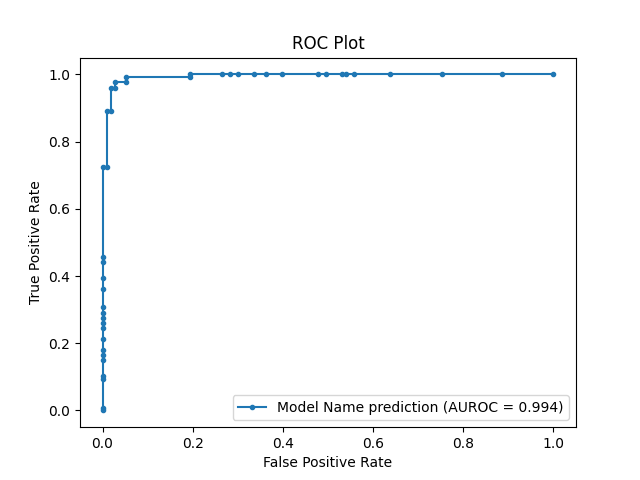 ROC Plot
True Positive Rate
1.0
0.8
0.6
0.4
0.2
0.0
Model Name prediction (AUROC = 0.994)
0.0 0.2 0.4 0.6 0.8 1.0
False Positive Rate